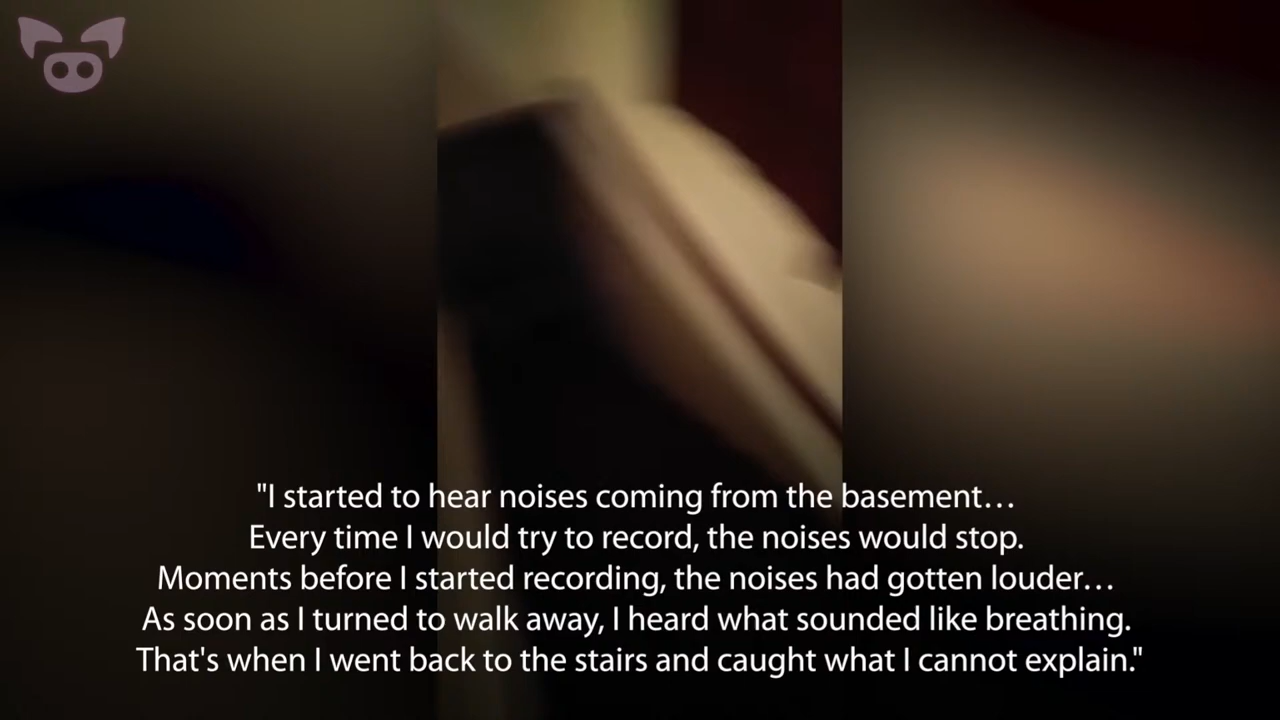 "I started to hear noises coming from the basement…
Every time I would try to record, the noises would stop.
Moments before I started recording, the noises had gotten louder…
As soon as I turned to walk away, I heard what sounded like breathing.
That's when I went back to the stairs and caught what I cannot explain."